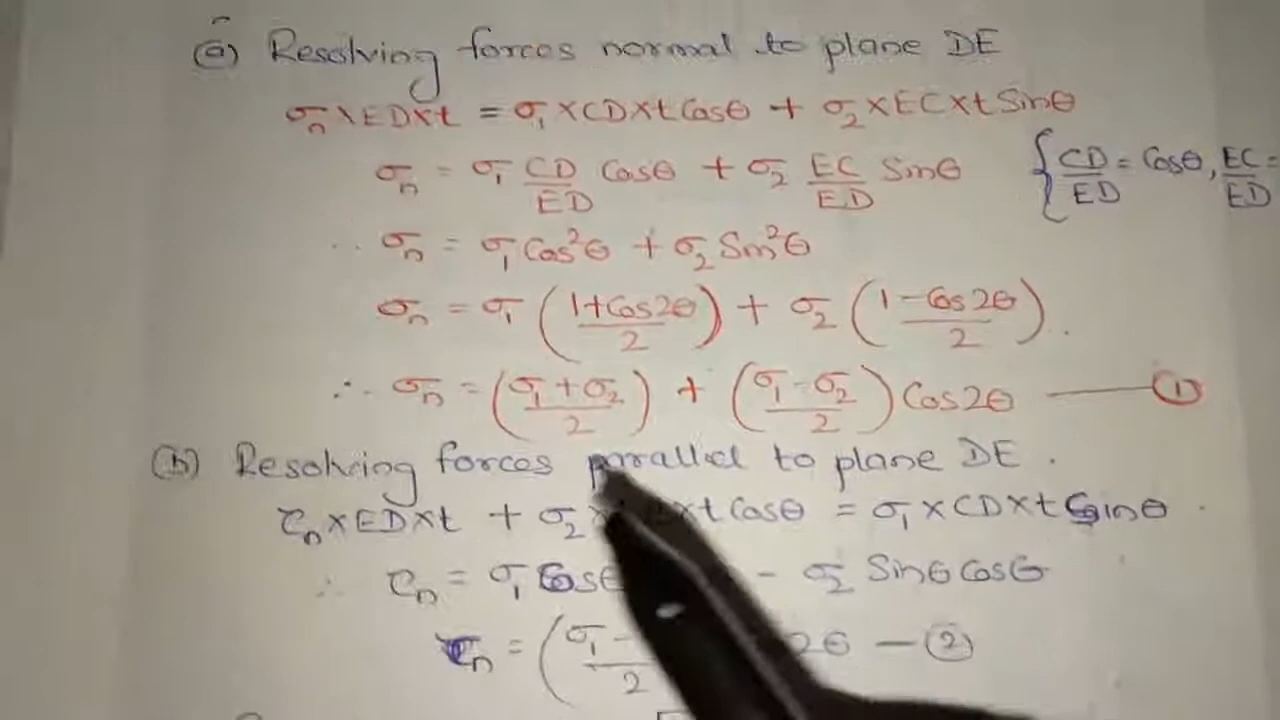 (a) Resolving forces normal to plane DE
σn × ED × t = σ1 × CD × t Cosθ + σ2 × EC × t Sinθ
σn = σ1 CD/ED Cosθ + σ2 EC/ED Sinθ { CD/ED = Cosθ, EC/ED =
∴ σn = σ1 Cos²θ + σ2 Sin²θ
σn = σ1 ( (1+Cos2θ)/2 ) + σ2 ( (1-Cos2θ)/2 ).
∴ σn = ( (σ1 + σ2)/2 ) + ( (σ1 - σ2)/2 ) Cos2θ — (1)
(b) Resolving forces parallel to plane DE.
τn × ED × t + σ2 × t Cosθ = σ1 × CD × t Sinθ
∴ τn = σ1 Cosθ - σ2 Sinθ Cosθ
τn = ( σ1 - /2 2θ — (2)